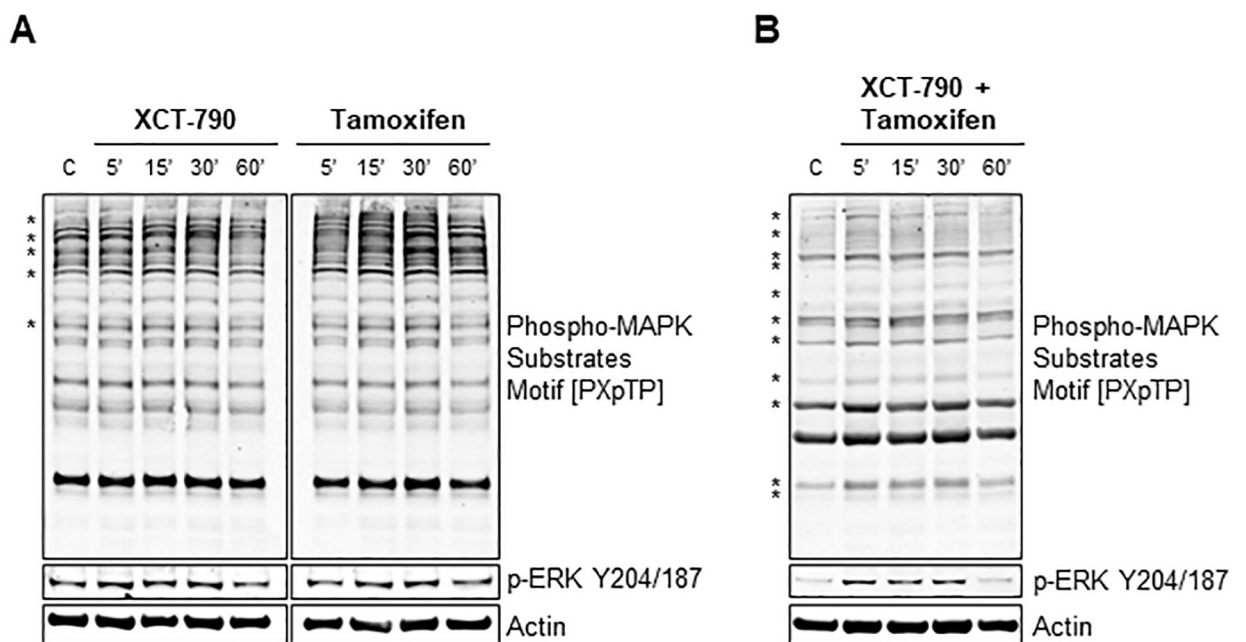 A
B
XCT-790
Tamoxifen
XCT-790 +
Tamoxifen
C 5' 15' 30' 60' 5' 15' 30' 60'
C 5' 15' 30' 60'
*
*
*
*
*
Phospho-MAPK
Substrates
Motif [PXpTP]
p-ERK Y204/187
Actin
*
*
*
*
*
*
*
*
*
*
*
Phospho-MAPK
Substrates
Motif [PXpTP]
p-ERK Y204/187
Actin